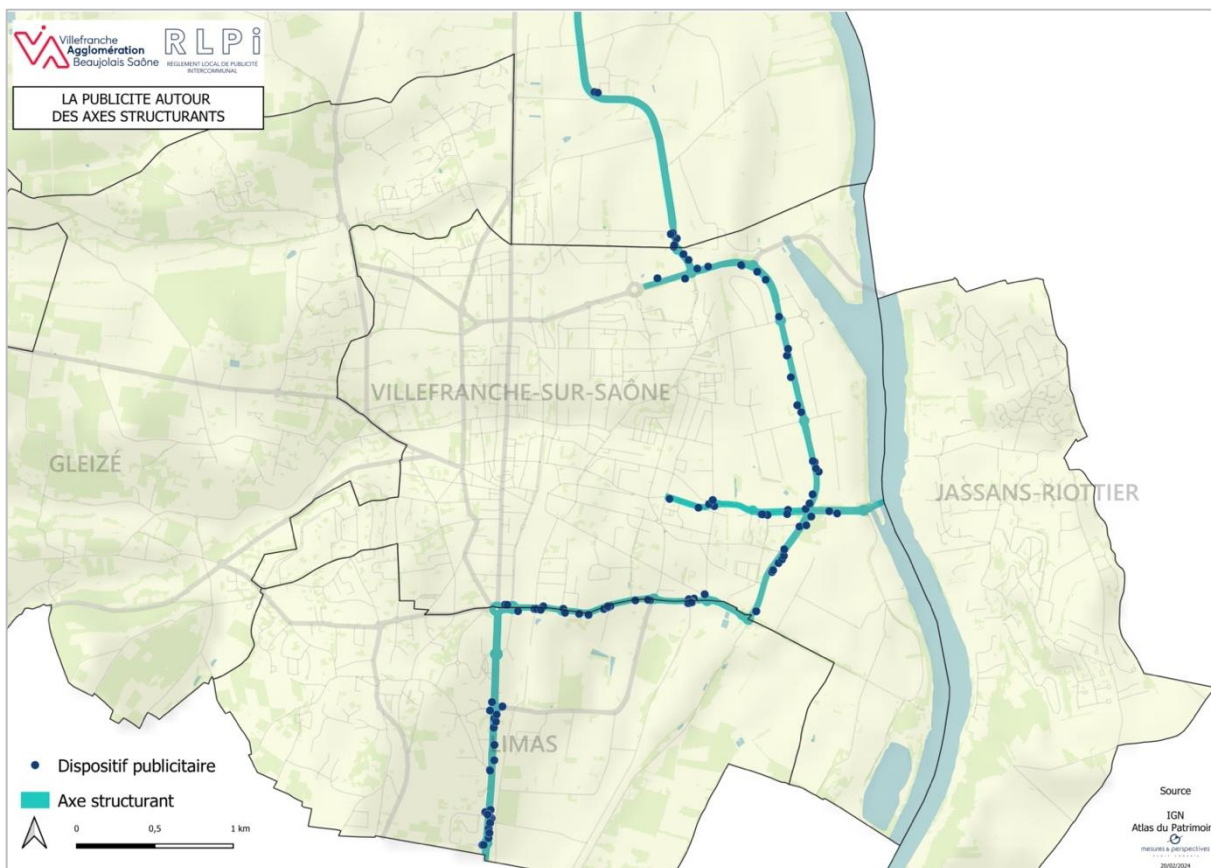 Villefranche
Agglomération
Beaujolais Saône
RLPi
RÈGLEMENT LOCAL DE PUBLICITÉ
INTERCOMMUNAL
LA PUBLICITE AUTOUR
DES AXES STRUCTURANTS
VILLEFRANCHE-SUR-SAÔNE
GLEIZÉ
JASSANS-RIOTTIER
LIMAS
Dispositif publicitaire
Axe structurant
0 0,5 1 km
Source
IGN
Atlas du Patrimoin
mesures & perspectives
20/02/2024